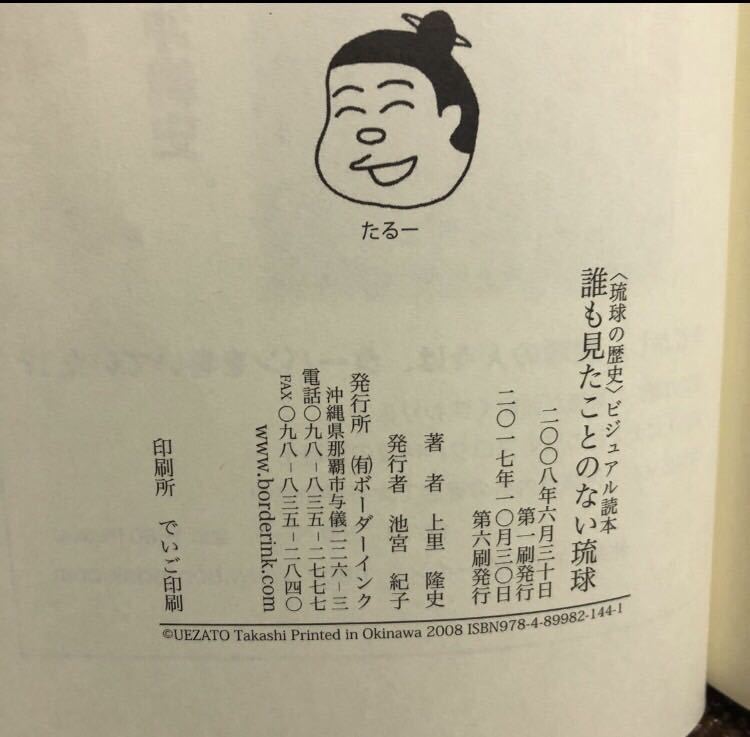 たるー
〈琉球の歴史〉ビジュアル読本
誰も見たことのない琉球
二〇〇八年六月三十日　第一刷発行
二〇一七年一〇月三〇日　第六刷発行
著　者　上里　隆史
発行者　池宮　紀子
発行所　㈲ボーダーインク
沖縄県那覇市与儀二二六－三
電話〇九八－八三五－二七七七
FAX〇九八－八三五－二八四〇
www.borderink.com
印刷所　でいご印刷
©UEZATO Takashi Printed in Okinawa 2008 ISBN978-4-89982-144-1